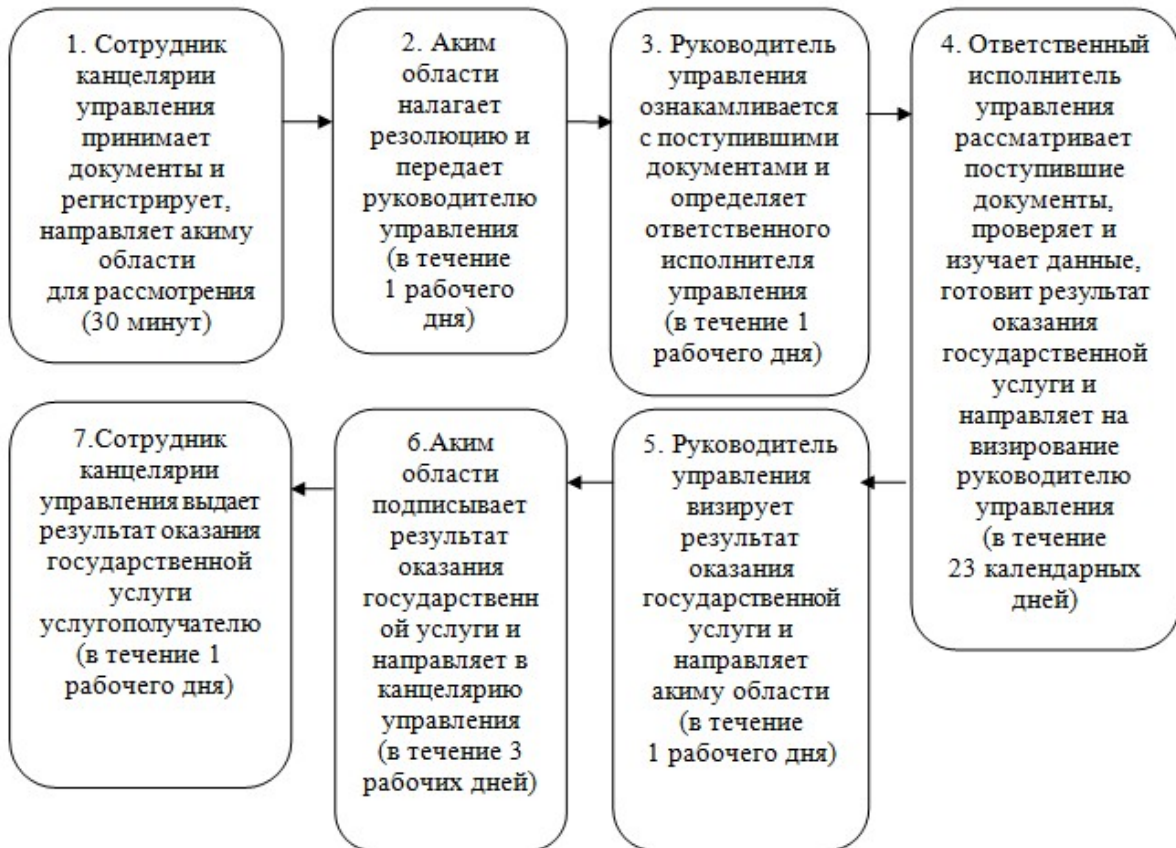 1. Сотрудник
канцелярии
управления
принимает
документы и
регистрирует,
направляет акиму
области
для рассмотрения
(30 минут)
2. Аким
области
налагает
резолюцию и
передает
руководителю
управления
(в течение
1 рабочего
дня)
3. Руководитель
управления
ознакамливается
с поступившими
документами и
определяет
ответственного
исполнителя
управления
(в течение 1
рабочего дня)
4. Ответственный
исполнитель
управления
рассматривает
поступившие
документы,
проверяет и
изучает данные,
готовит результат
оказания
государственной
услуги и
направляет на
визирование
руководителю
управления
(в течение
23 календарных
дней)
5. Руководитель
управления
визирует
результат
оказания
государственной
услуги и
направляет
акиму области
(в течение
1 рабочего дня)
6.Аким
области
подписывает
результат
оказания
государственн
ой услуги и
направляет в
канцелярию
управления
(в течение 3
рабочих дней)
7.Сотрудник
канцелярии
управления выдает
результат оказания
государственной
услуги
услугополучателю
(в течение 1
рабочего дня)